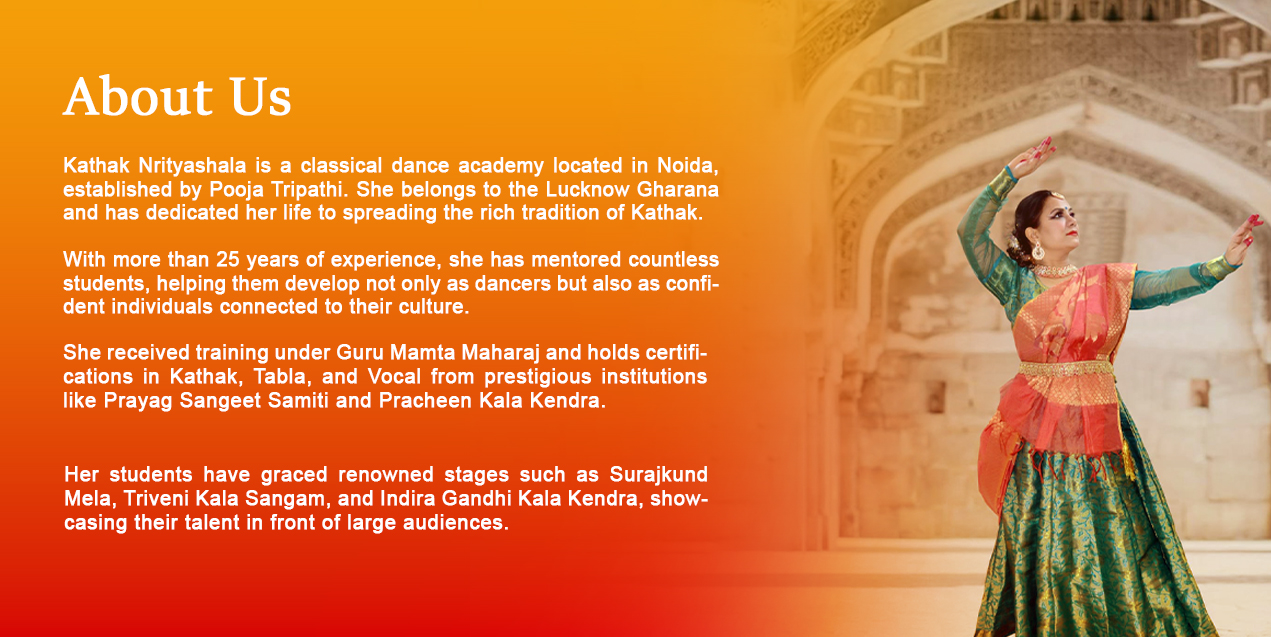 About Us
Kathak Nrityashala is a classical dance academy located in Noida,
established by Pooja Tripathi. She belongs to the Lucknow Gharana
and has dedicated her life to spreading the rich tradition of Kathak.
With more than 25 years of experience, she has mentored countless
students, helping them develop not only as dancers but also as confi-
dent individuals connected to their culture.
She received training under Guru Mamta Maharaj and holds certifi-
cations in Kathak, Tabla, and Vocal from prestigious institutions
like Prayag Sangeet Samiti and Pracheen Kala Kendra.
Her students have graced renowned stages such as Surajkund
Mela, Triveni Kala Sangam, and Indira Gandhi Kala Kendra, show-
casing their talent in front of large audiences.